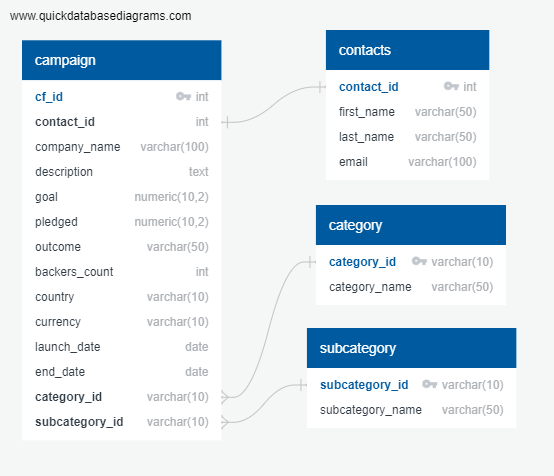 www.quickdatabasediagrams.com
campaign
cf_id int
contact_id int
company_name varchar(100)
description text
goal numeric(10,2)
pledged numeric(10,2)
outcome varchar(50)
backers_count int
country varchar(10)
currency varchar(10)
launch_date date
end_date date
category_id varchar(10)
subcategory_id varchar(10)
contacts
contact_id int
first_name varchar(50)
last_name varchar(50)
email varchar(100)
category
category_id varchar(10)
category_name varchar(50)
subcategory
subcategory_id varchar(10)
subcategory_name varchar(50)